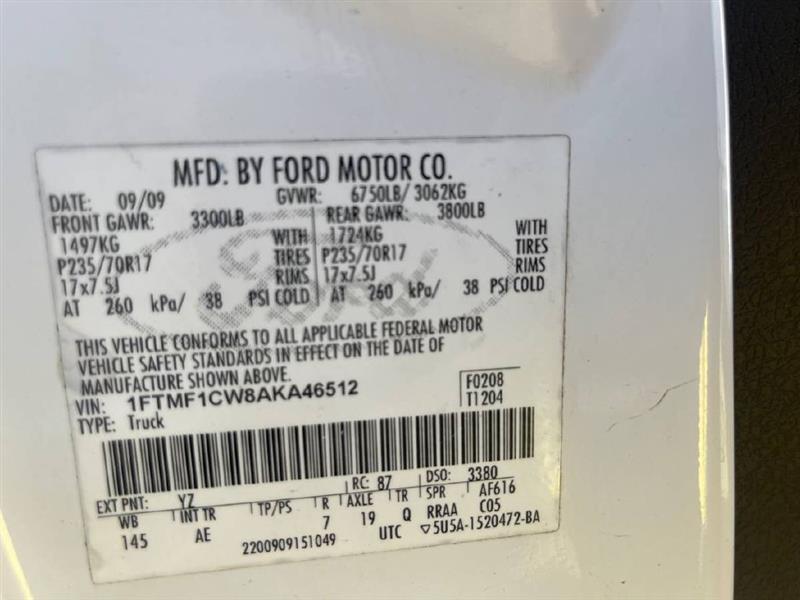 MFD. BY FORD MOTOR CO.
DATE: 09/09 GVWR: 6750LB/ 3062KG
FRONT GAWR: 3300LB REAR GAWR: 3800LB
1497KG WITH 1724KG WITH
P235/70R17 TIRES P235/70R17 TIRES
17x7.5J RIMS 17x7.5J RIMS
AT 260 kPa/ 38 PSI COLD AT 260 kPa/ 38 PSI COLD
THIS VEHICLE CONFORMS TO ALL APPLICABLE FEDERAL MOTOR
VEHICLE SAFETY STANDARDS IN EFFECT ON THE DATE OF
MANUFACTURE SHOWN ABOVE.
VIN: 1FTMF1CW8AKA46512 F0208
TYPE: Truck T1204
EXT PNT: YZ RC: 87 DSO: 3380
WB INT TR TP/PS R AXLE TR SPR AF616
145 AE 7 19 Q RRAA C05
2200909151049 UTC ▽5U5A-1520472-BA